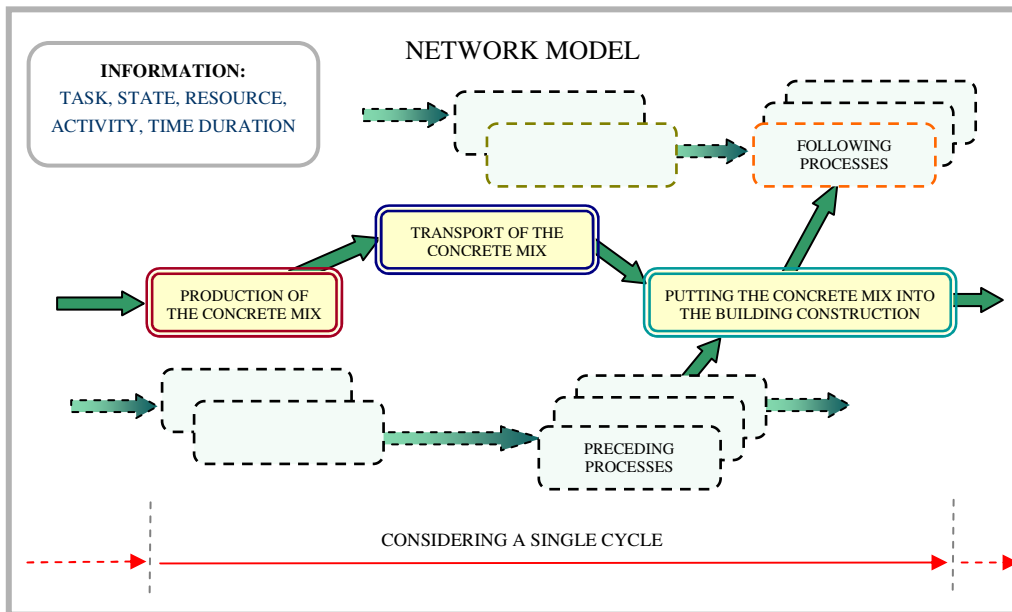 NETWORK MODEL
INFORMATION:
TASK, STATE, RESOURCE,
ACTIVITY, TIME DURATION
FOLLOWING
PROCESSES
TRANSPORT OF THE
CONCRETE MIX
PRODUCTION OF
THE CONCRETE MIX
PUTTING THE CONCRETE MIX INTO
THE BUILDING CONSTRUCTION
PRECEDING
PROCESSES
CONSIDERING A SINGLE CYCLE